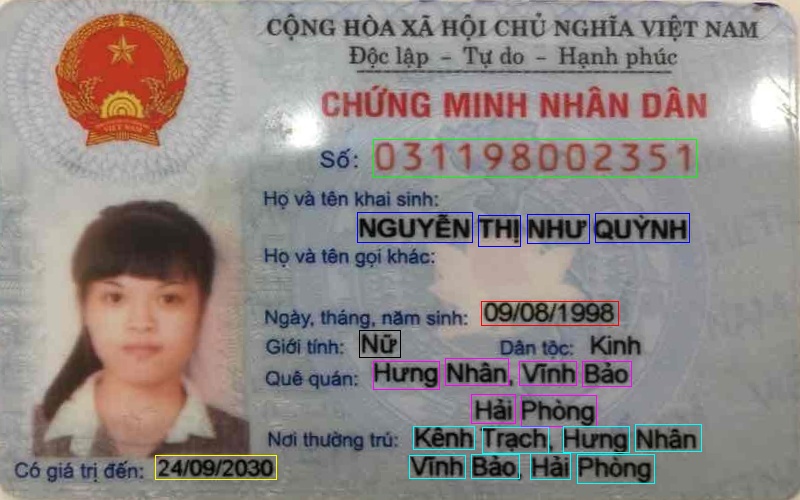 CỘNG HÒA XÃ HỘI CHỦ NGHĨA VIỆT NAM
Độc lập - Tự do - Hạnh phúc
CHỨNG MINH NHÂN DÂN
Số: 031198002351
Họ và tên khai sinh:
NGUYỄN THỊ NHƯ QUỲNH
Họ và tên gọi khác:
Ngày, tháng, năm sinh: 09/08/1998
Giới tính: Nữ Dân tộc: Kinh
Quê quán: Hưng Nhân, Vĩnh Bảo
Hải Phòng
Nơi thường trú: Kênh Trạch, Hưng Nhân
Vĩnh Bảo, Hải Phòng
Có giá trị đến: 24/09/2030